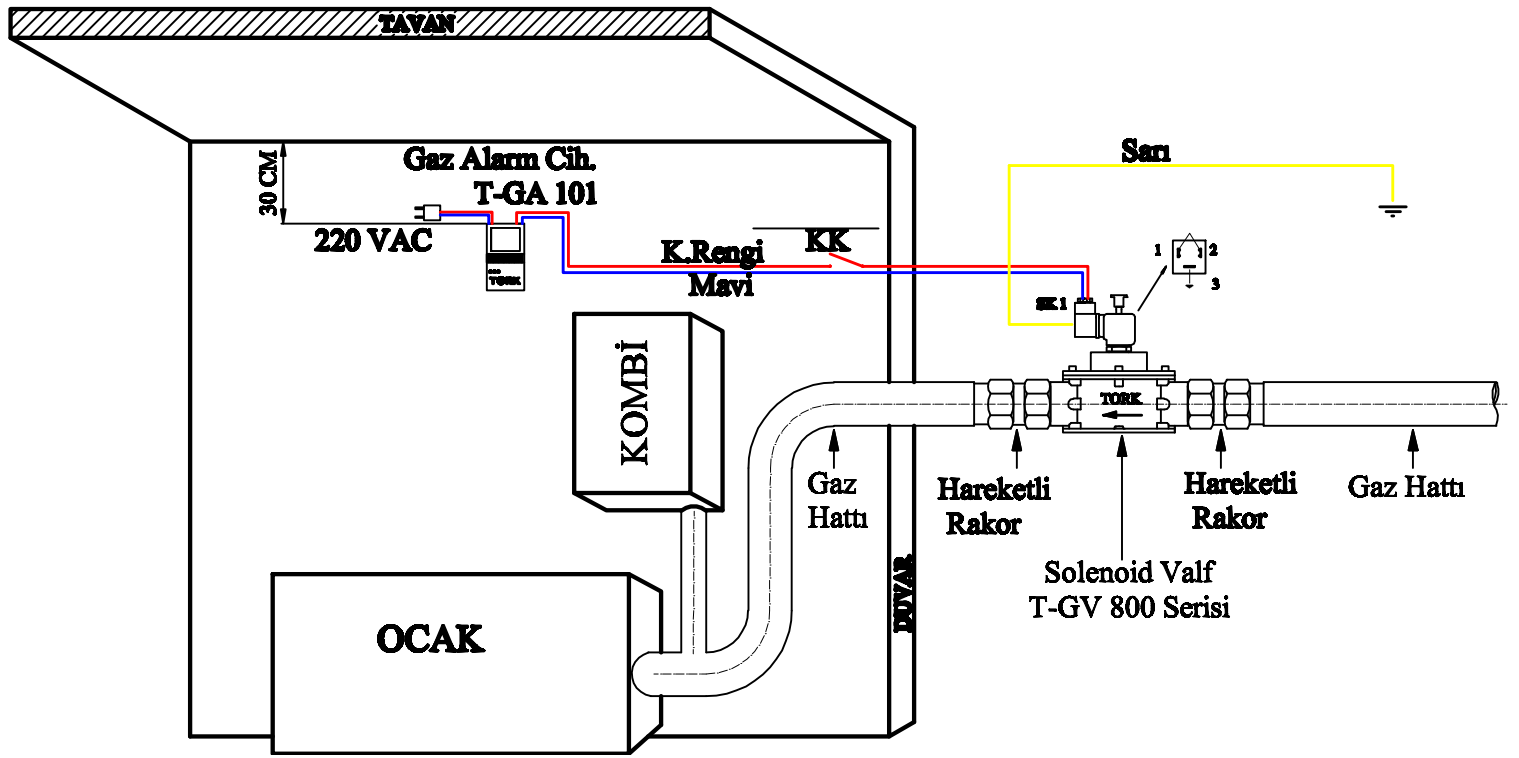 TAVAN
30 CM
Gaz Alarm Cih.
T-GA 101
220 VAC
TORK
K.Rengi
Mavi
KK
Sarı
1
2
3
SK 1
KOMBİ
TORK
Gaz
Hattı
Hareketli
Rakor
Hareketli
Rakor
Gaz Hattı
Solenoid Valf
T-GV 800 Serisi
DUVAR
OCAK